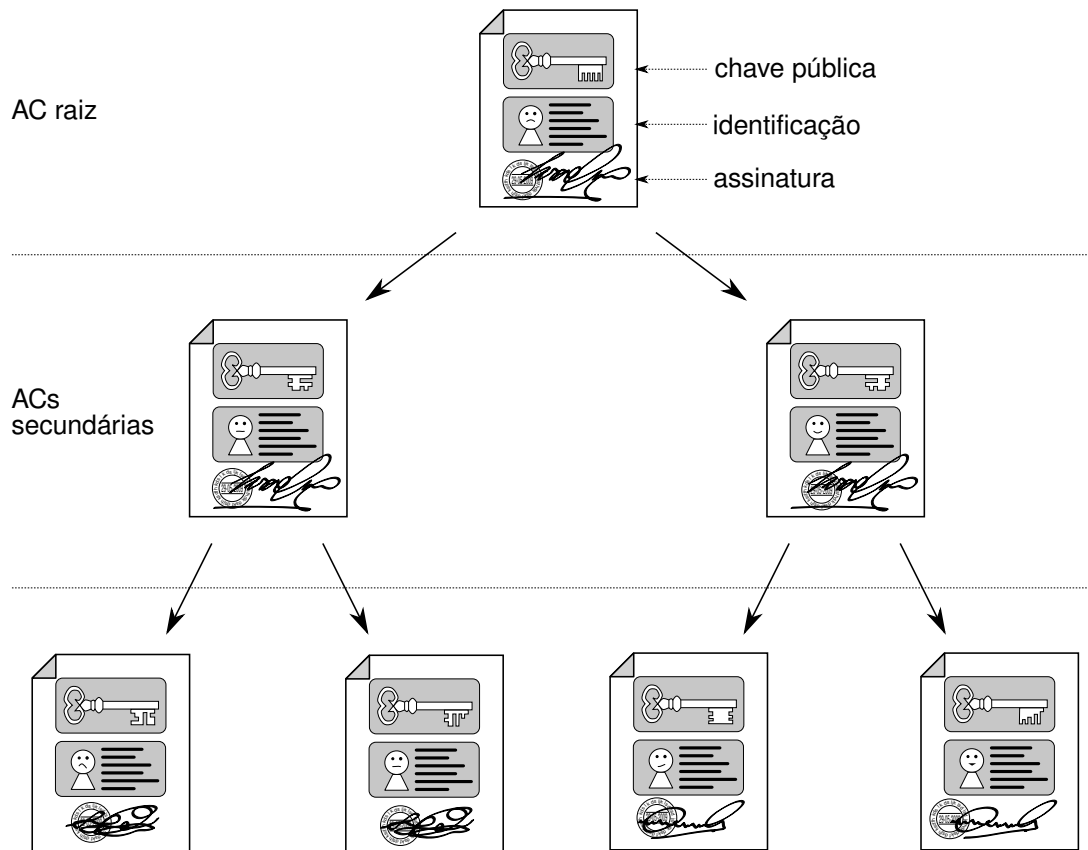 AC raiz
chave pública
identificação
assinatura
ACs
secundárias